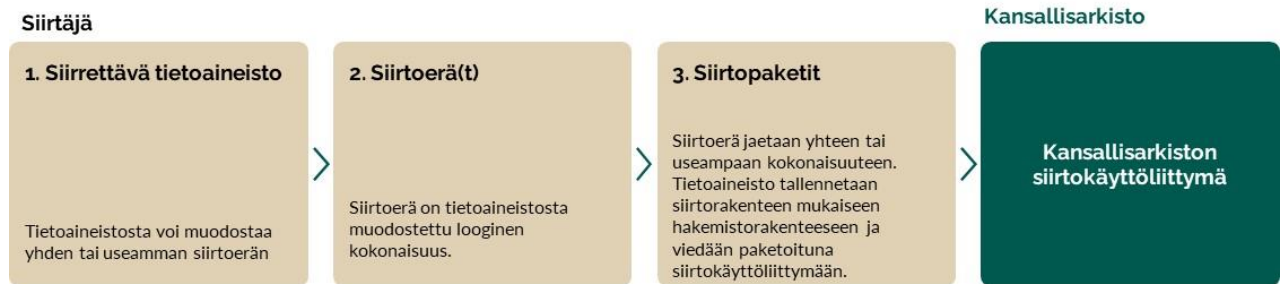 Siirtäjä
Kansallisarkisto
1. Siirrettävä tietoaineisto
Tietoaineistosta voi muodostaa
yhden tai useamman siirtoerän
2. Siirtoerä(t)
Siirtoerä on tietoaineistosta
muodostettu looginen
kokonaisuus.
3. Siirtopaketit
Siirtoerä jaetaan yhteen tai
useampaan kokonaisuuteen.
Tietoaineisto tallennetaan
siirtorakenteen mukaiseen
hakemistorakenteeseen ja
viedään paketoituna
siirtokäyttöliittymään.
Kansallisarkiston
siirtokäyttöliittymä